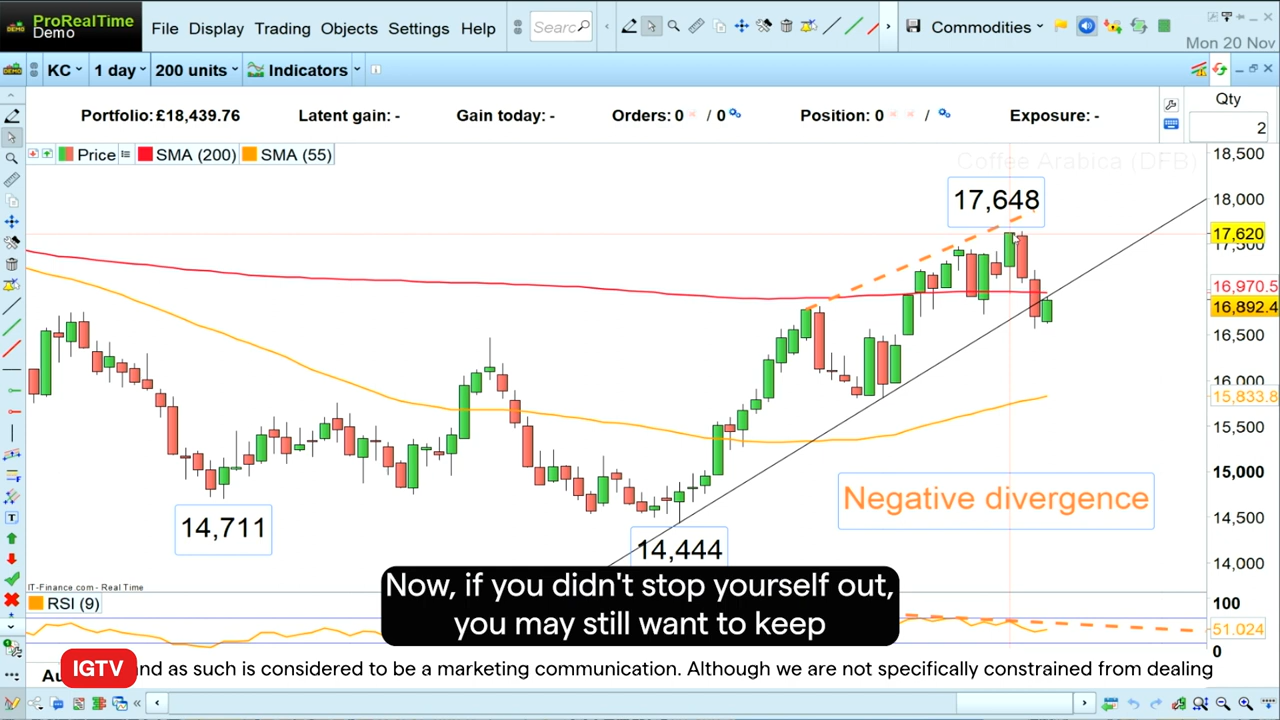 ProRealTime
Demo
File Display Trading Objects Settings Help
Commodities
Mon 20 Nov
KC 1 day 200 units Indicators
Portfolio: £18,439.76 Latent gain: - Gain today: - Orders: 0 / 0 Position: 0 / Exposure: -
Qty
2
Price SMA (200) SMA (55)
Coffee Arabica (DFB)
18,500
17,648
18,000
17,620
17,500
16,970.5
16,892.4
16,500
16,000
15,833.8
15,500
15,000
Negative divergence
14,711
14,500
14,444
14,000
IT-Finance.com - Real Time
Now, if you didn't stop yourself out,
you may still want to keep
RSI (9)
100
51.024
0
IGTV and as such is considered to be a marketing communication. Although we are not specifically constrained from dealing